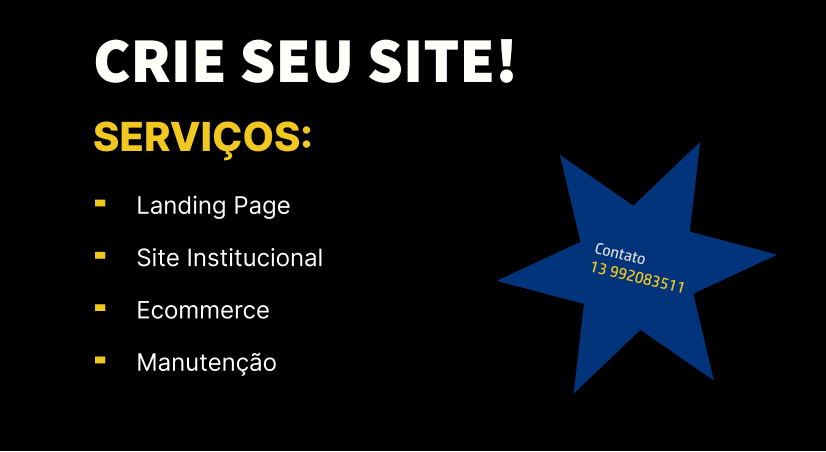 CRIE SEU SITE!
SERVIÇOS:
Landing Page
Site Institucional
Ecommerce
Manutenção
Contato
13 992083511